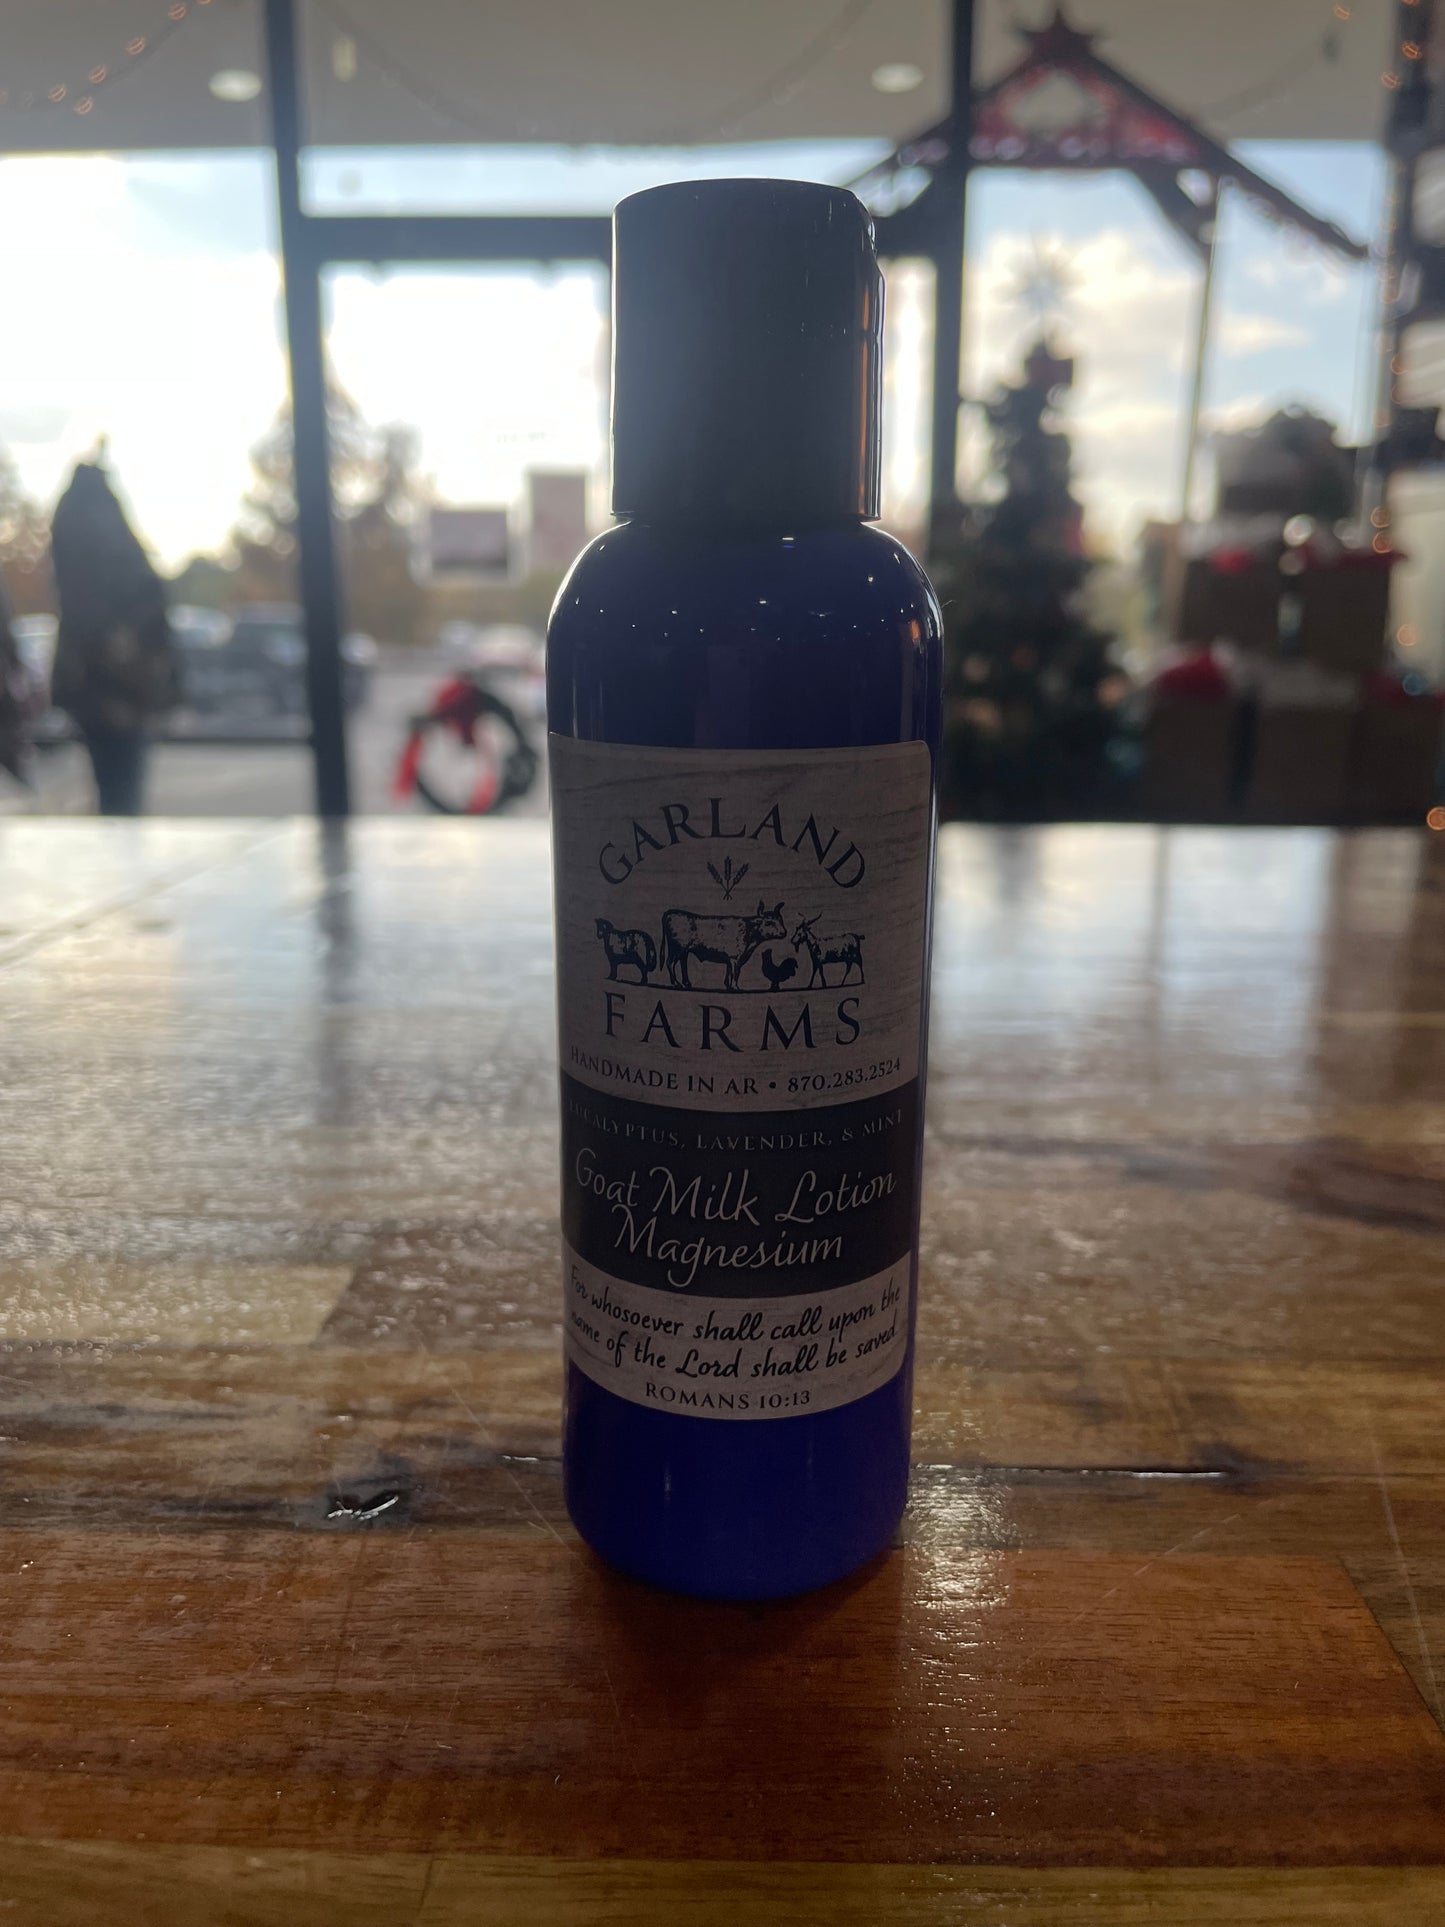 GARLAND
FARMS
HANDMADE IN AR • 870.283.2524
EUCALYPTUS, LAVENDER, & MINT
Goat Milk Lotion
Magnesium
For whosoever shall call upon the
name of the Lord shall be saved
ROMANS 10:13